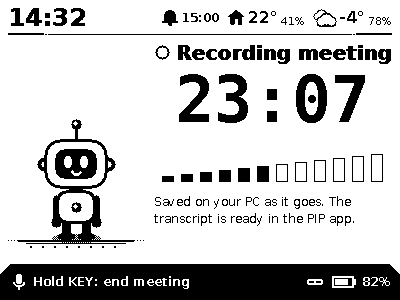 14:32 15:00 22° 41% -4° 78%
Recording meeting
23:07
Saved on your PC as it goes. The
transcript is ready in the PIP app.
Hold KEY: end meeting 82%